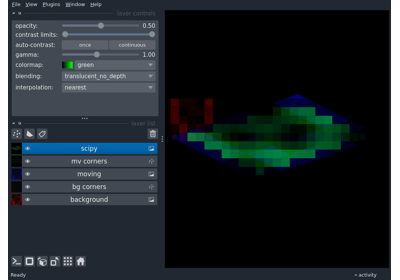 File View Plugins Window Help
layer controls
opacity: 0.50
contrast limits:
auto-contrast: once continuous
gamma: 1.00
colormap: green
blending: translucent_no_depth
interpolation: nearest
layer list
scipy
mv corners
moving
bg corners
background
Ready
activity